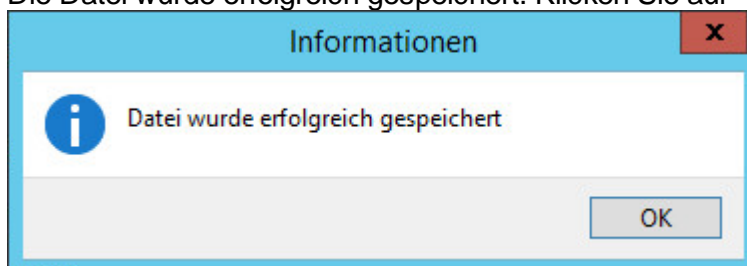 Die Datei wurde erfolgreich gespeichert. Klicken Sie auf
Informationen
x
i
Datei wurde erfolgreich gespeichert
OK